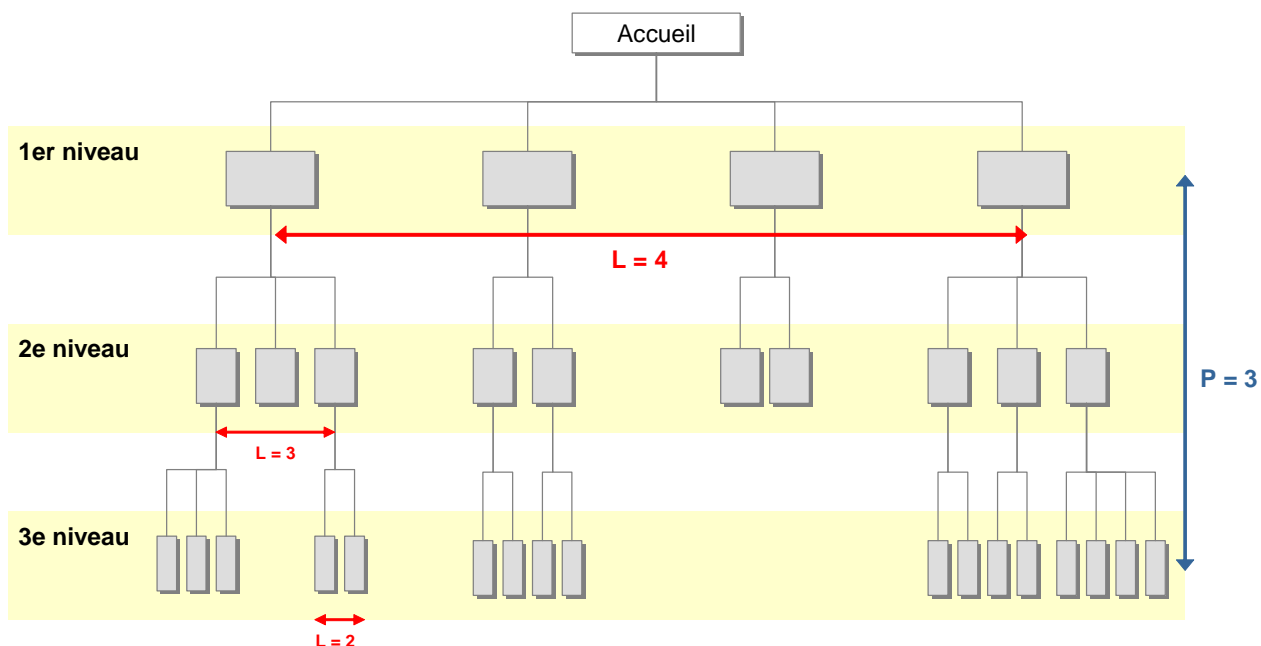 Accueil
1er niveau
L = 4
2e niveau
P = 3
L = 3
3e niveau
L = 2